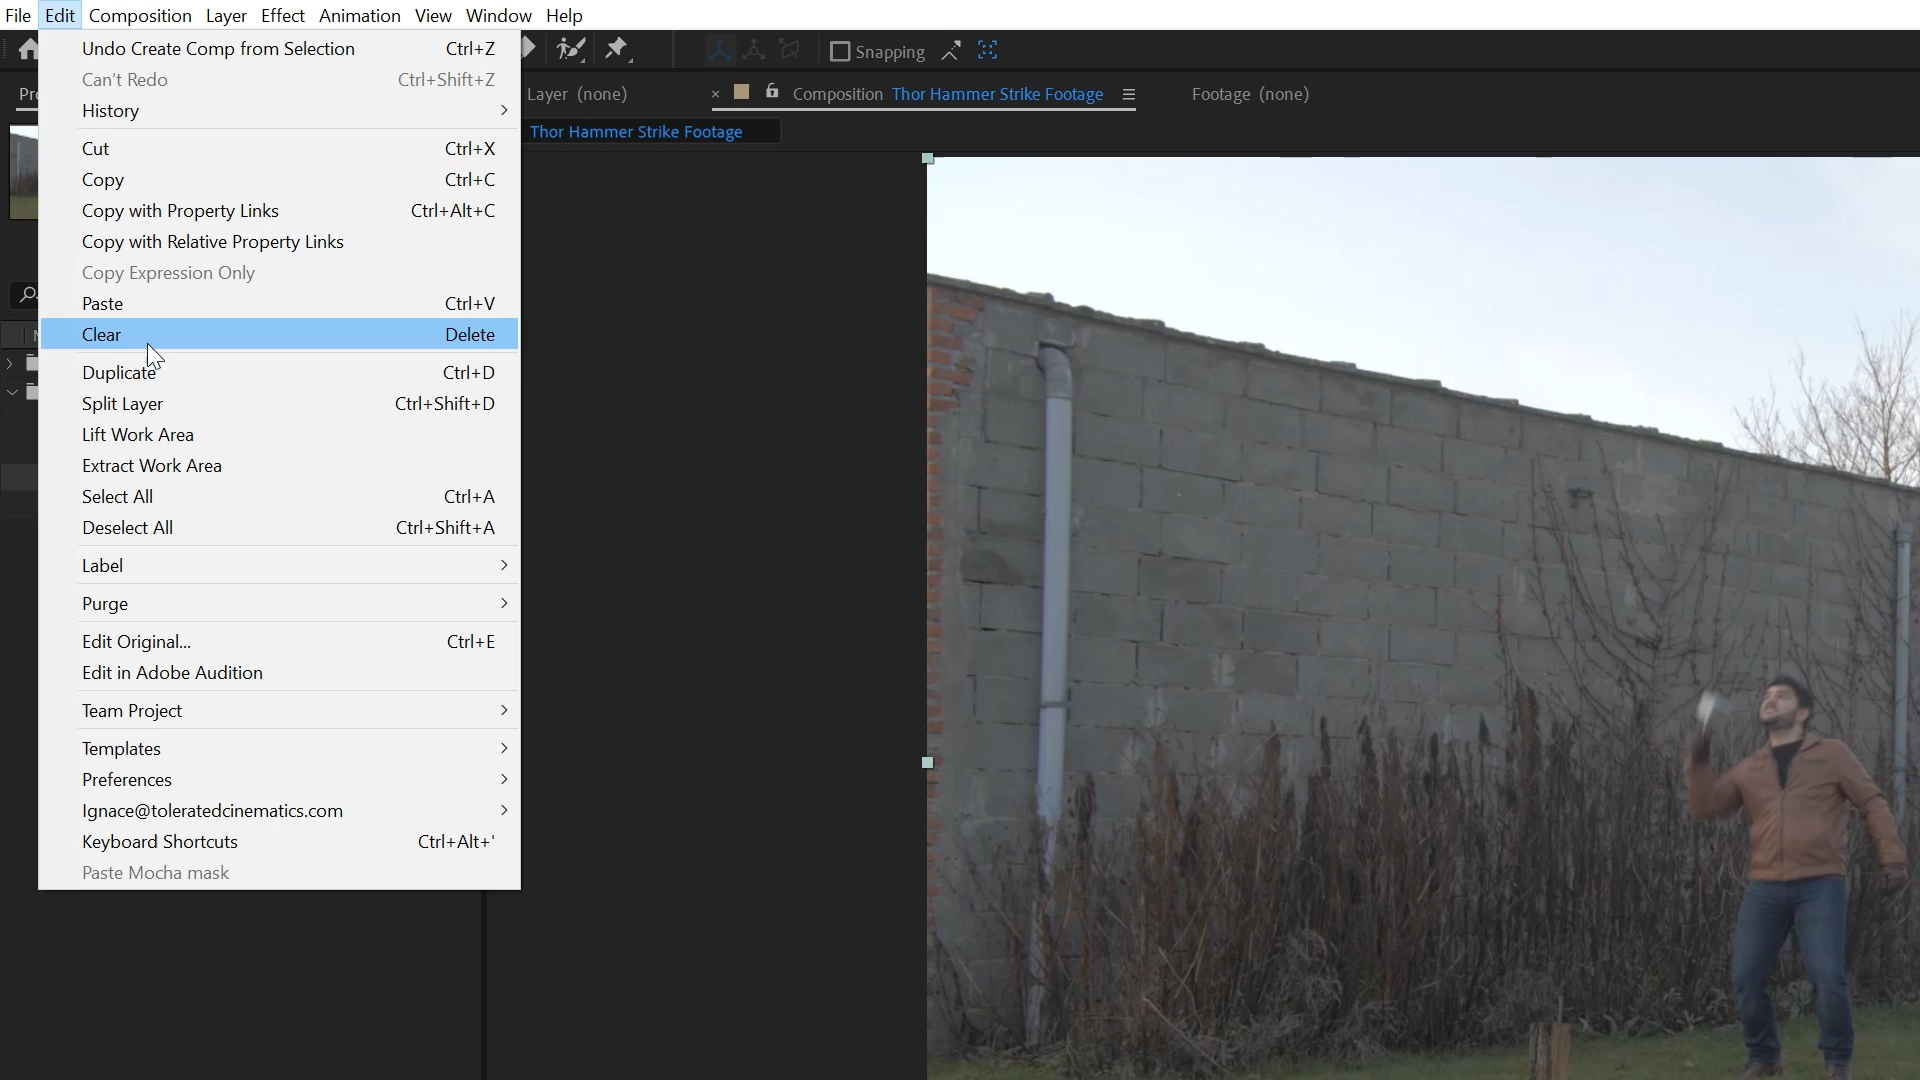 File Edit Composition Layer Effect Animation View Window Help
Snapping
Layer (none)
× Composition Thor Hammer Strike Footage
Footage (none)
Thor Hammer Strike Footage
Undo Create Comp from Selection Ctrl+Z
Can't Redo Ctrl+Shift+Z
History
Cut Ctrl+X
Copy Ctrl+C
Copy with Property Links Ctrl+Alt+C
Copy with Relative Property Links
Copy Expression Only
Paste Ctrl+V
Clear Delete
Duplicate Ctrl+D
Split Layer Ctrl+Shift+D
Lift Work Area
Extract Work Area
Select All Ctrl+A
Deselect All Ctrl+Shift+A
Label
Purge
Edit Original... Ctrl+E
Edit in Adobe Audition
Team Project
Templates
Preferences
Ignace@toleratedcinematics.com
Keyboard Shortcuts Ctrl+Alt+'
Paste Mocha mask